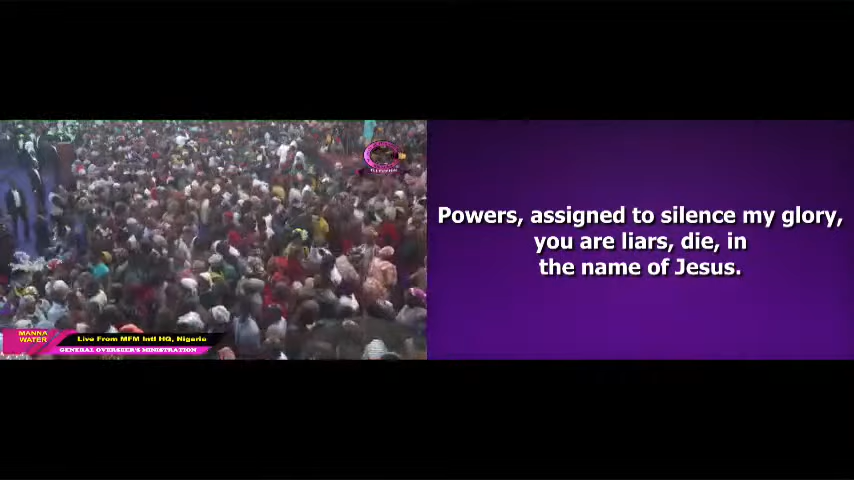 Powers, assigned to silence my glory,
you are liars, die, in
the name of Jesus.
MANNA
WATER
Live From MFM Intl HQ, Nigeria
GENERAL OVERSEER'S MINISTRATION